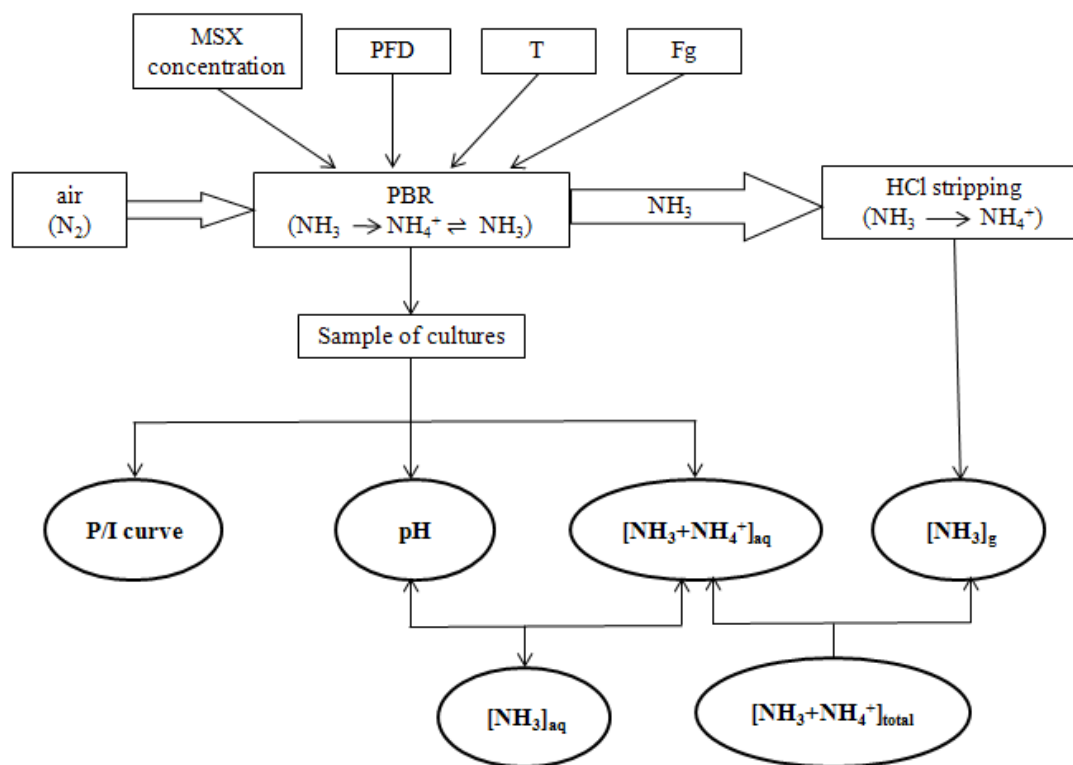 MSX
concentration
PFD
T
Fg
air
(N₂)
PBR
(NH₃ → NH₄⁺ ⇌ NH₃)
NH₃
HCl stripping
(NH₃ → NH₄⁺)
Sample of cultures
P/I curve
pH
[NH₃+NH₄⁺]aq
[NH₃]g
[NH₃]aq
[NH₃+NH₄⁺]total